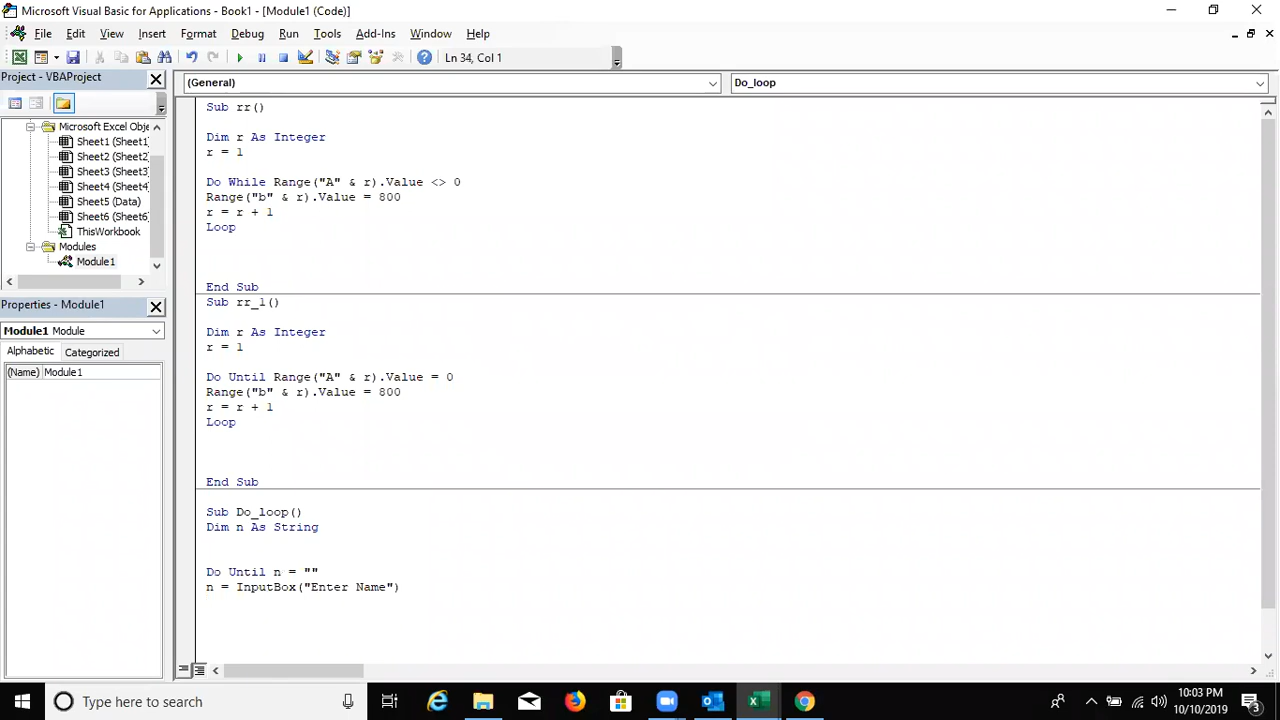 Microsoft Visual Basic for Applications - Book1 - [Module1 (Code)]
File Edit View Insert Format Debug Run Tools Add-Ins Window Help
Ln 34, Col 1
Project - VBAProject
Microsoft Excel Obje
Sheet1 (Sheet1
Sheet2 (Sheet2
Sheet3 (Sheet3
Sheet4 (Sheet4
Sheet5 (Data)
Sheet6 (Sheet6
ThisWorkbook
Modules
Module1
Properties - Module1
Module1 Module
Alphabetic Categorized
(Name) Module1
(General) Do_loop
Sub rr()
Dim r As Integer
r = 1
Do While Range("A" & r).Value <> 0
Range("b" & r).Value = 800
r = r + 1
Loop
End Sub
Sub rr_1()
Dim r As Integer
r = 1
Do Until Range("A" & r).Value = 0
Range("b" & r).Value = 800
r = r + 1
Loop
End Sub
Sub Do_loop()
Dim n As String
Do Until n = ""
n = InputBox("Enter Name")
Type here to search
10:03 PM
10/10/2019
3